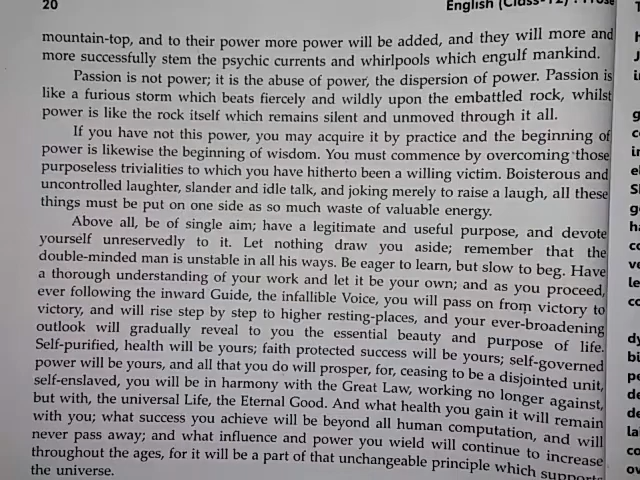 20
English (Class-12) : Prose
mountain-top, and to their power more power will be added, and they will more and
more successfully stem the psychic currents and whirlpools which engulf mankind.
Passion is not power; it is the abuse of power, the dispersion of power. Passion is
like a furious storm which beats fiercely and wildly upon the embattled rock, whilst
power is like the rock itself which remains silent and unmoved through it all.
If you have not this power, you may acquire it by practice and the beginning of
power is likewise the beginning of wisdom. You must commence by overcoming those
purposeless trivialities to which you have hitherto been a willing victim. Boisterous and
uncontrolled laughter, slander and idle talk, and joking merely to raise a laugh, all these
things must be put on one side as so much waste of valuable energy.
Above all, be of single aim; have a legitimate and useful purpose, and devote
yourself unreservedly to it. Let nothing draw you aside; remember that the
double-minded man is unstable in all his ways. Be eager to learn, but slow to beg. Have
a thorough understanding of your work and let it be your own; and as you proceed,
ever following the inward Guide, the infallible Voice, you will pass on from victory to
victory, and will rise step by step to higher resting-places, and your ever-broadening
outlook will gradually reveal to you the essential beauty and purpose of life.
Self-purified, health will be yours; faith protected success will be yours; self-governed
power will be yours, and all that you do will prosper, for, ceasing to be a disjointed unit,
self-enslaved, you will be in harmony with the Great Law, working no longer against,
but with, the universal Life, the Eternal Good. And what health you gain it will remain
with you; what success you achieve will be beyond all human computation, and will
never pass away; and what influence and power you wield will continue to increase
throughout the ages, for it will be a part of that unchangeable principle which supports
the universe.